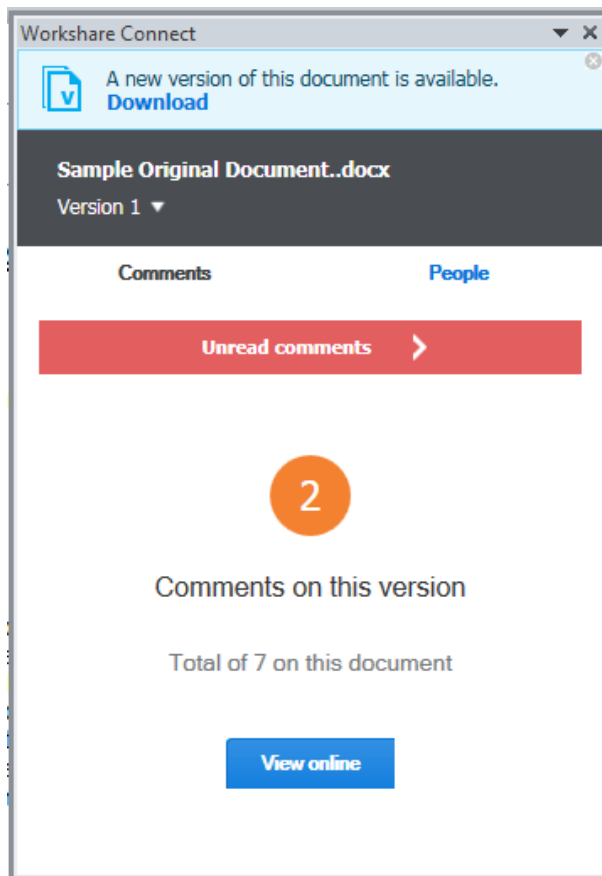 Workshare Connect
A new version of this document is available.
Download
Sample Original Document..docx
Version 1
Comments People
Unread comments
2
Comments on this version
Total of 7 on this document
View online